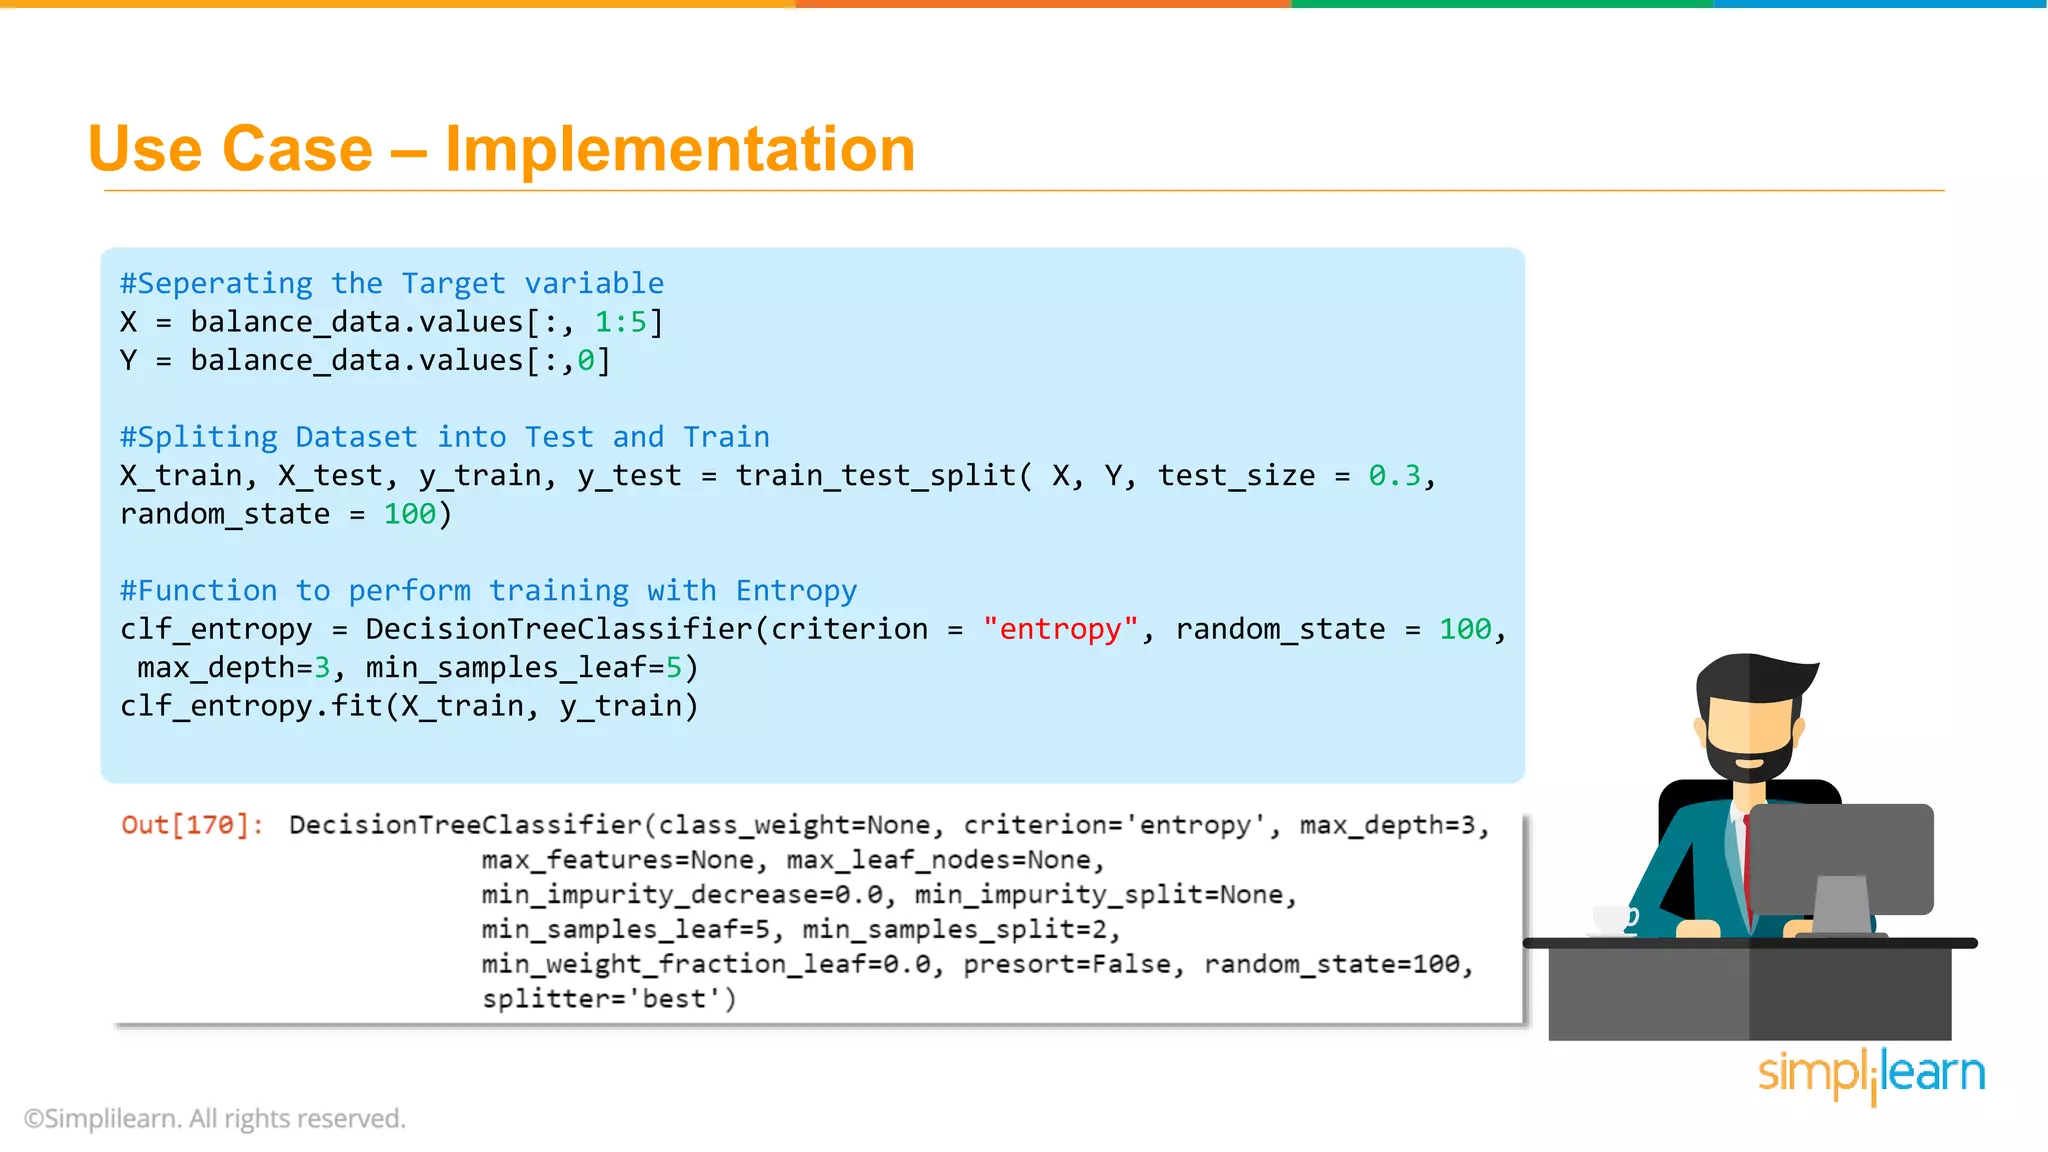 Use Case – Implementation
#Seperating the Target variable
X = balance_data.values[:, 1:5]
Y = balance_data.values[:,0]
#Spliting Dataset into Test and Train
X_train, X_test, y_train, y_test = train_test_split( X, Y, test_size = 0.3,
random_state = 100)
#Function to perform training with Entropy
clf_entropy = DecisionTreeClassifier(criterion = "entropy", random_state = 100,
max_depth=3, min_samples_leaf=5)
clf_entropy.fit(X_train, y_train)
Out[170]: DecisionTreeClassifier(class_weight=None, criterion='entropy', max_depth=3,
max_features=None, max_leaf_nodes=None,
min_impurity_decrease=0.0, min_impurity_split=None,
min_samples_leaf=5, min_samples_split=2,
min_weight_fraction_leaf=0.0, presort=False, random_state=100,
splitter='best')
simplilearn
©Simplilearn. All rights reserved.